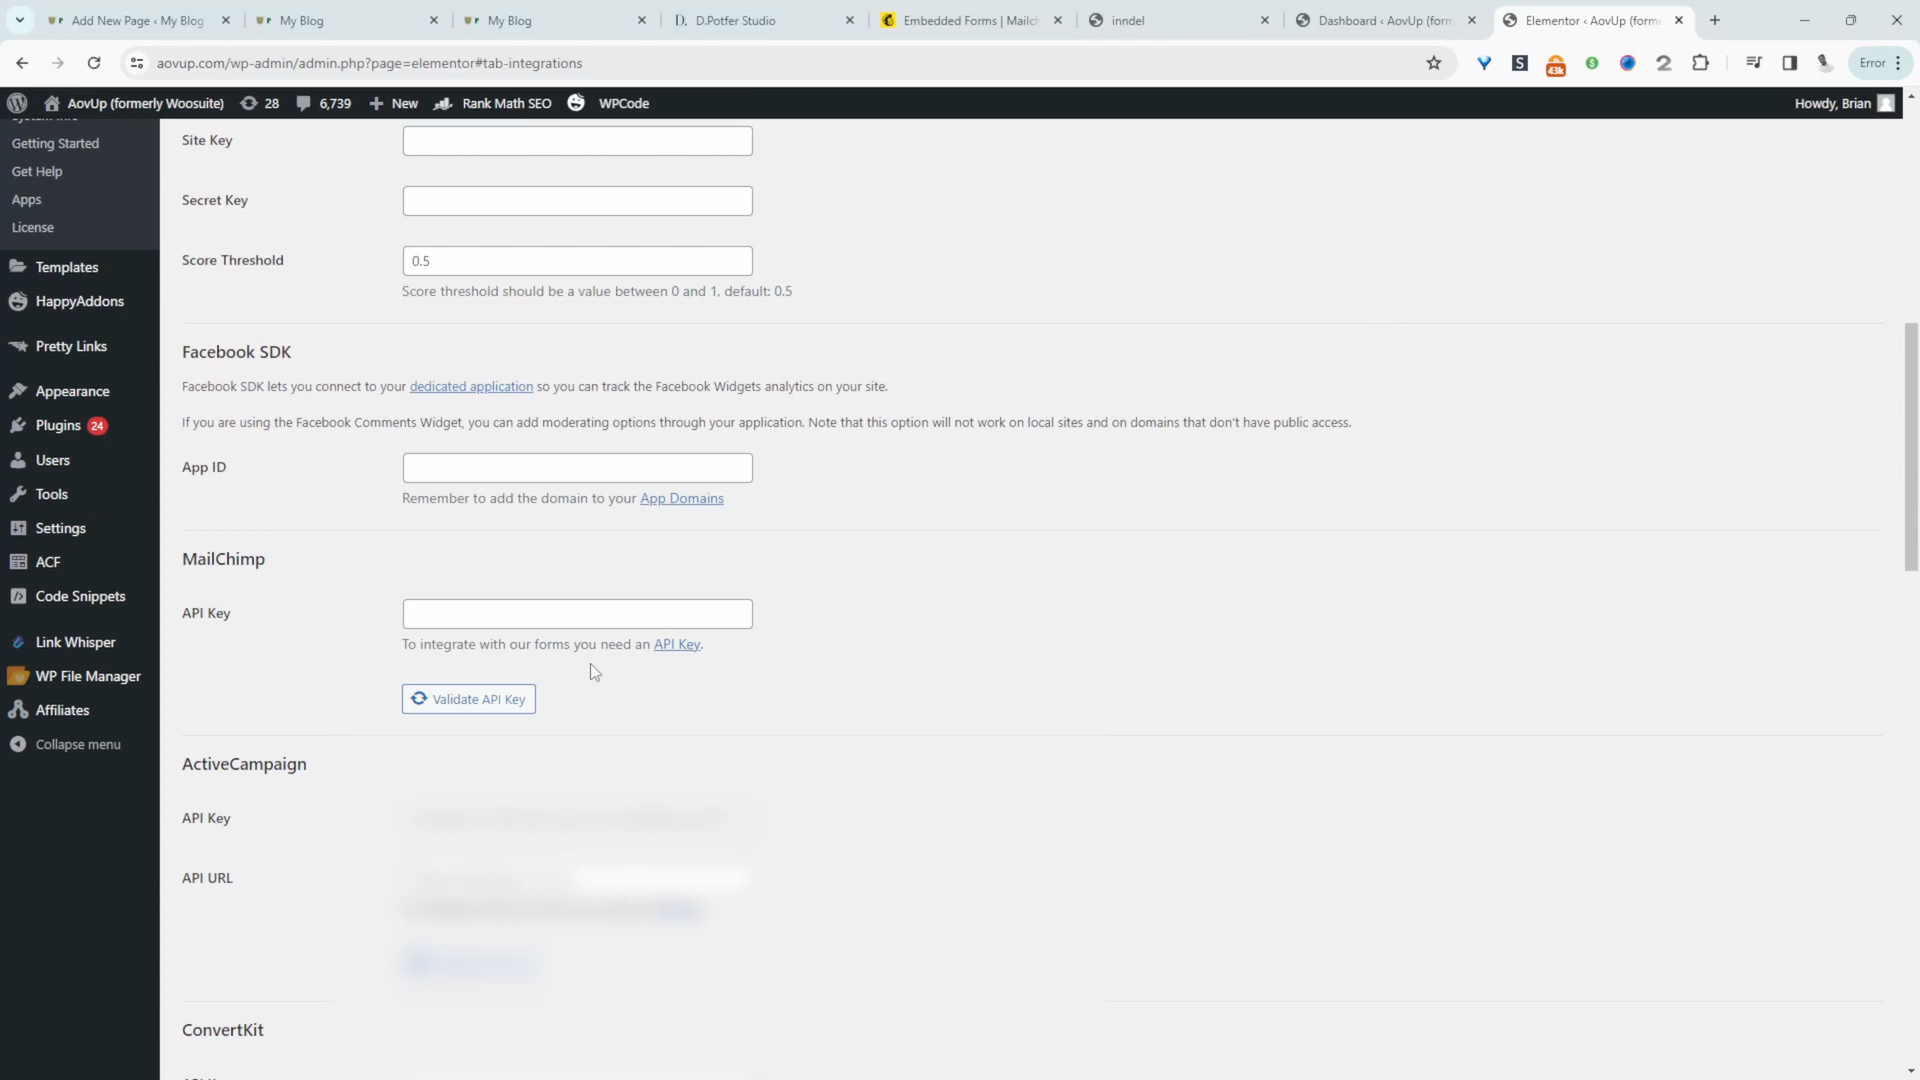 Add New Page ‹ My Blog
My Blog
My Blog
D.Potfer Studio
Embedded Forms | Mailch
inndel
Dashboard ‹ AovUp (form
Elementor ‹ AovUp (forme
aovup.com/wp-admin/admin.php?page=elementor#tab-integrations
43k
Error
AovUp (formerly Woosuite)
28
6,739
New
Rank Math SEO
WPCode
Howdy, Brian
System Info
Getting Started
Get Help
Apps
License
Templates
HappyAddons
Pretty Links
Appearance
Plugins 24
Users
Tools
Settings
ACF
Code Snippets
Link Whisper
WP File Manager
Affiliates
Collapse menu
Site Key
Secret Key
Score Threshold
0.5
Score threshold should be a value between 0 and 1, default: 0.5
Facebook SDK
Facebook SDK lets you connect to your dedicated application so you can track the Facebook Widgets analytics on your site.
If you are using the Facebook Comments Widget, you can add moderating options through your application. Note that this option will not work on local sites and on domains that don't have public access.
App ID
Remember to add the domain to your App Domains
MailChimp
API Key
To integrate with our forms you need an API Key.
Validate API Key
ActiveCampaign
API Key
API URL
ConvertKit